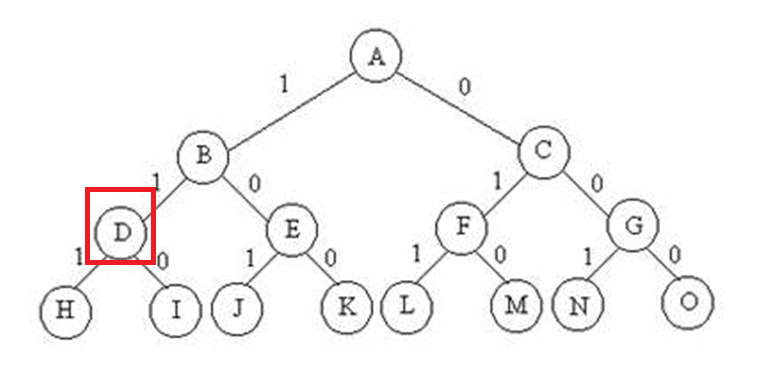 A
1 0
B C
1 0 1 0
D E F G
1 0 1 0 1 0 1 0
H I J K L M N O